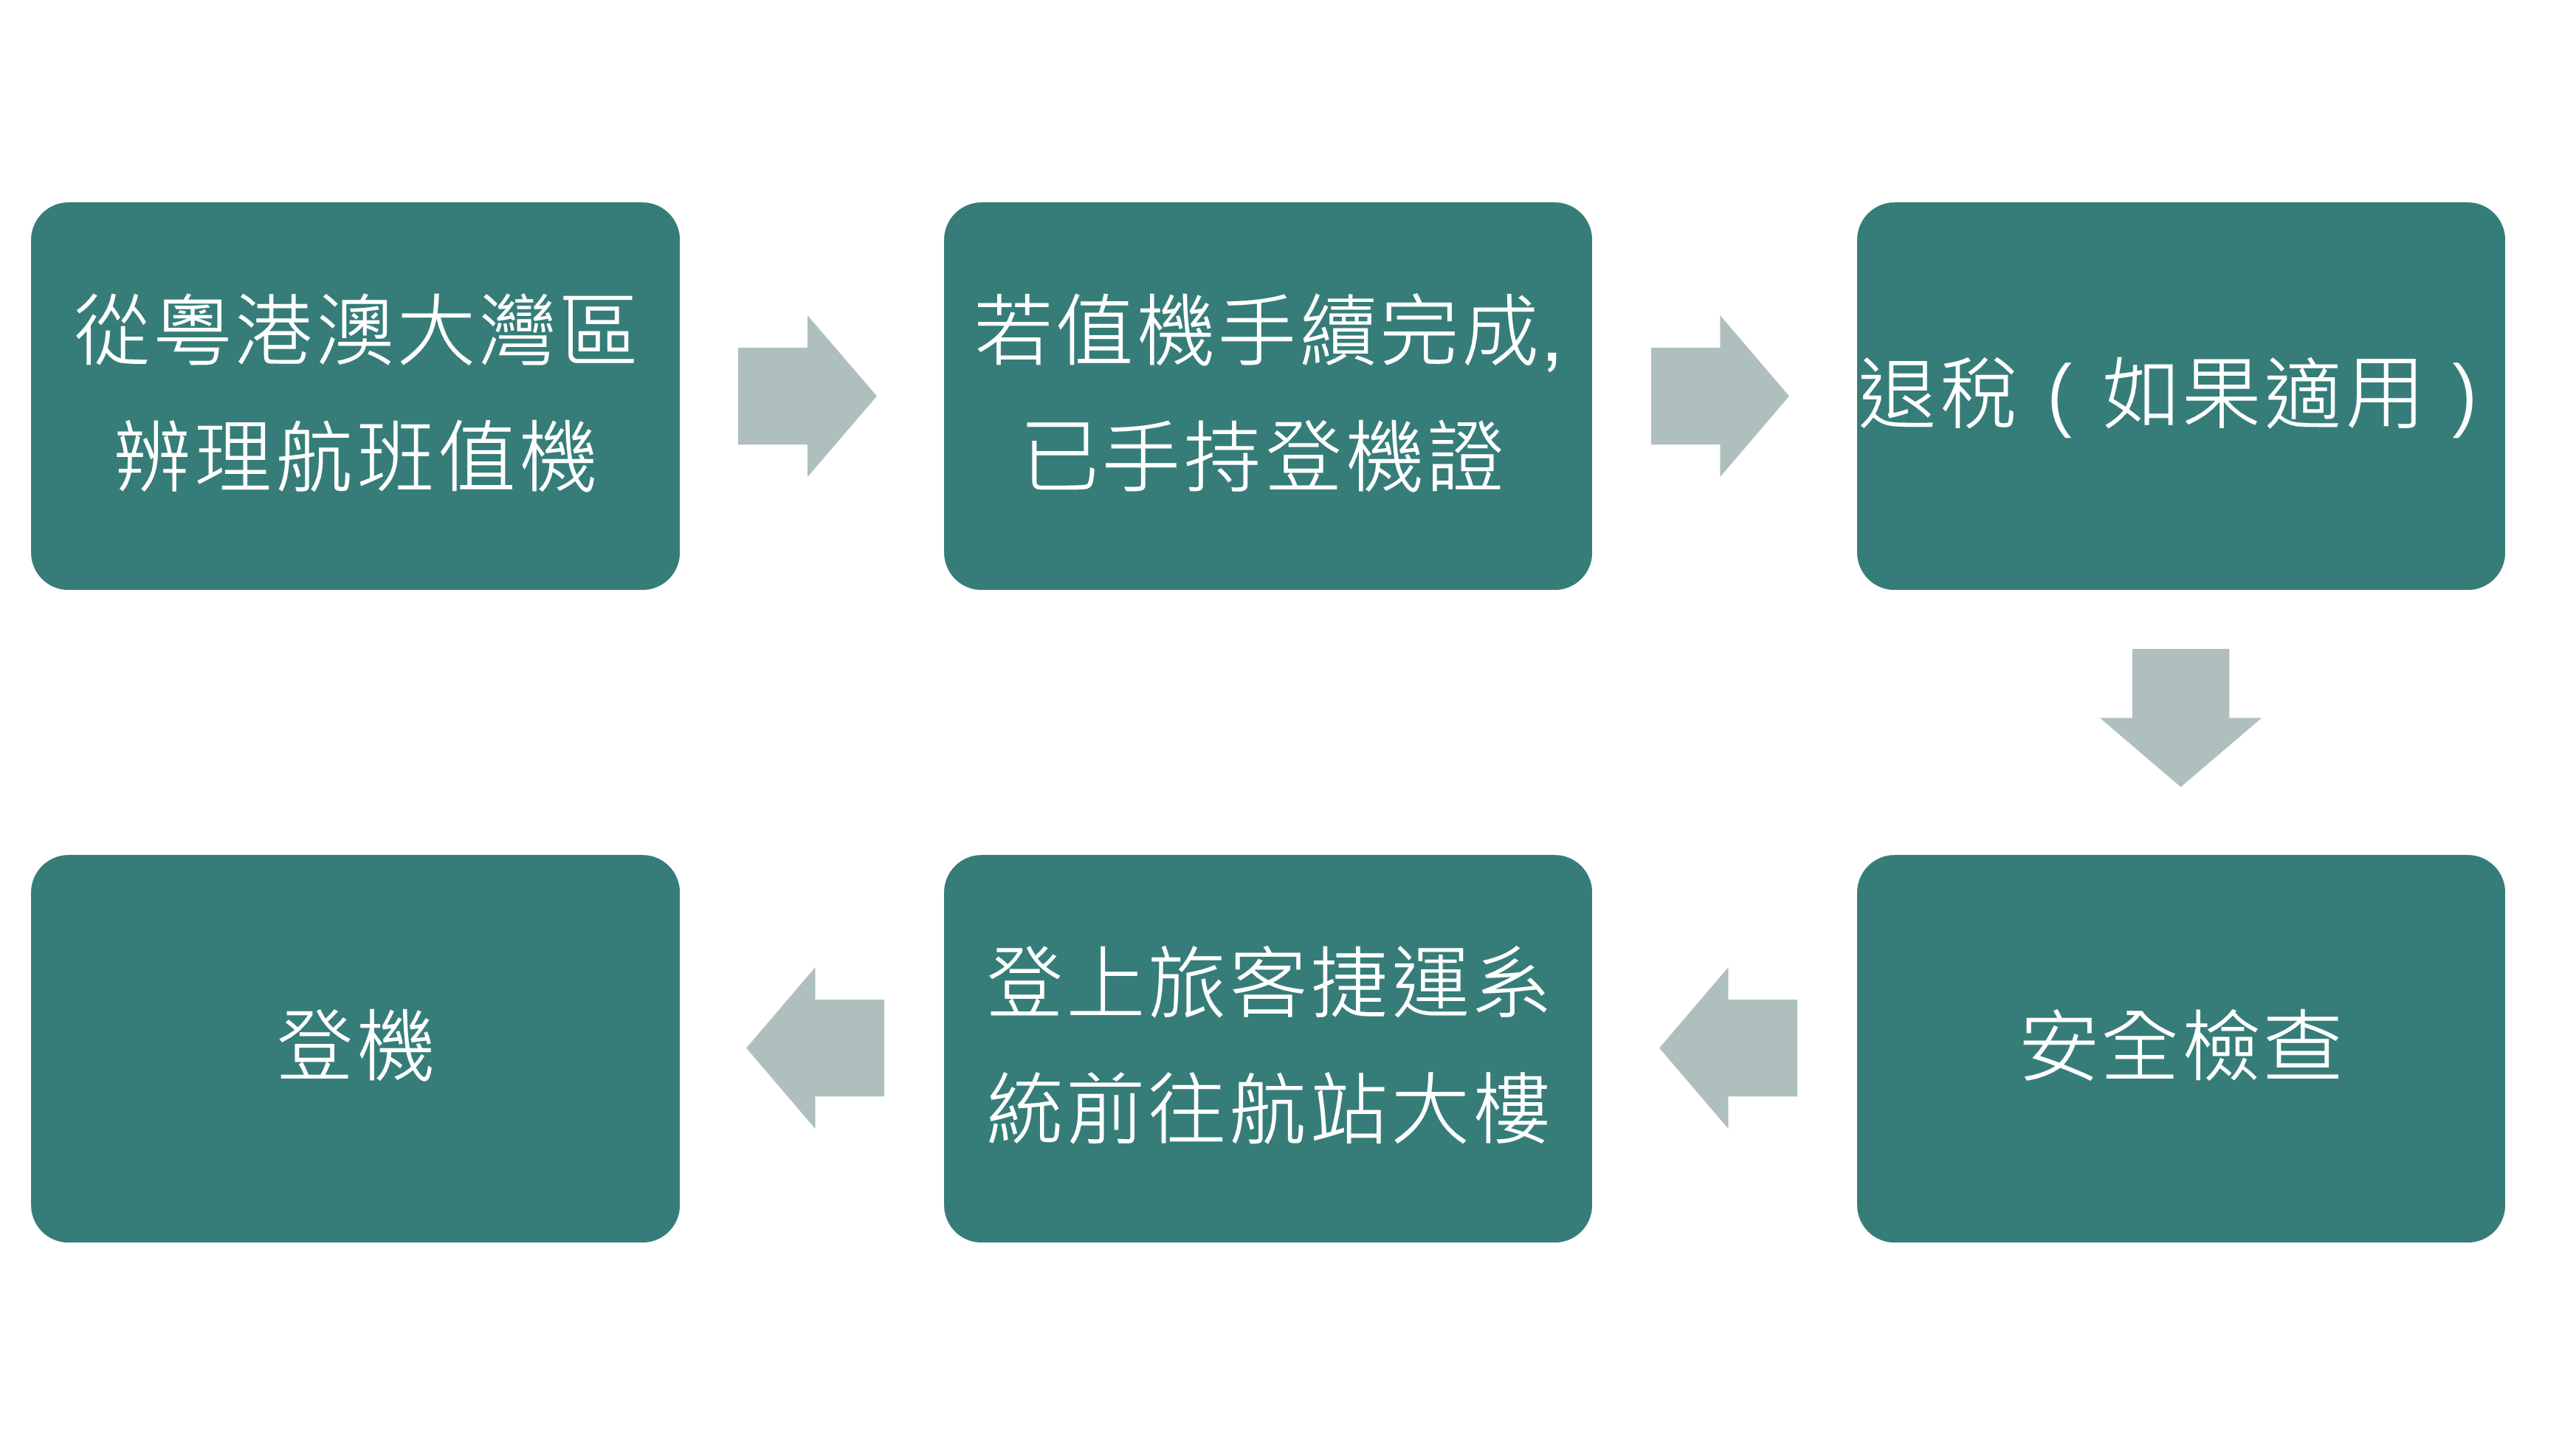 從粵港澳大灣區
辨理航班值機
若值機手續完成,
已手持登機證
退稅（如果適用）
安全檢查
登上旅客捷運系
統前往航站大樓
登機